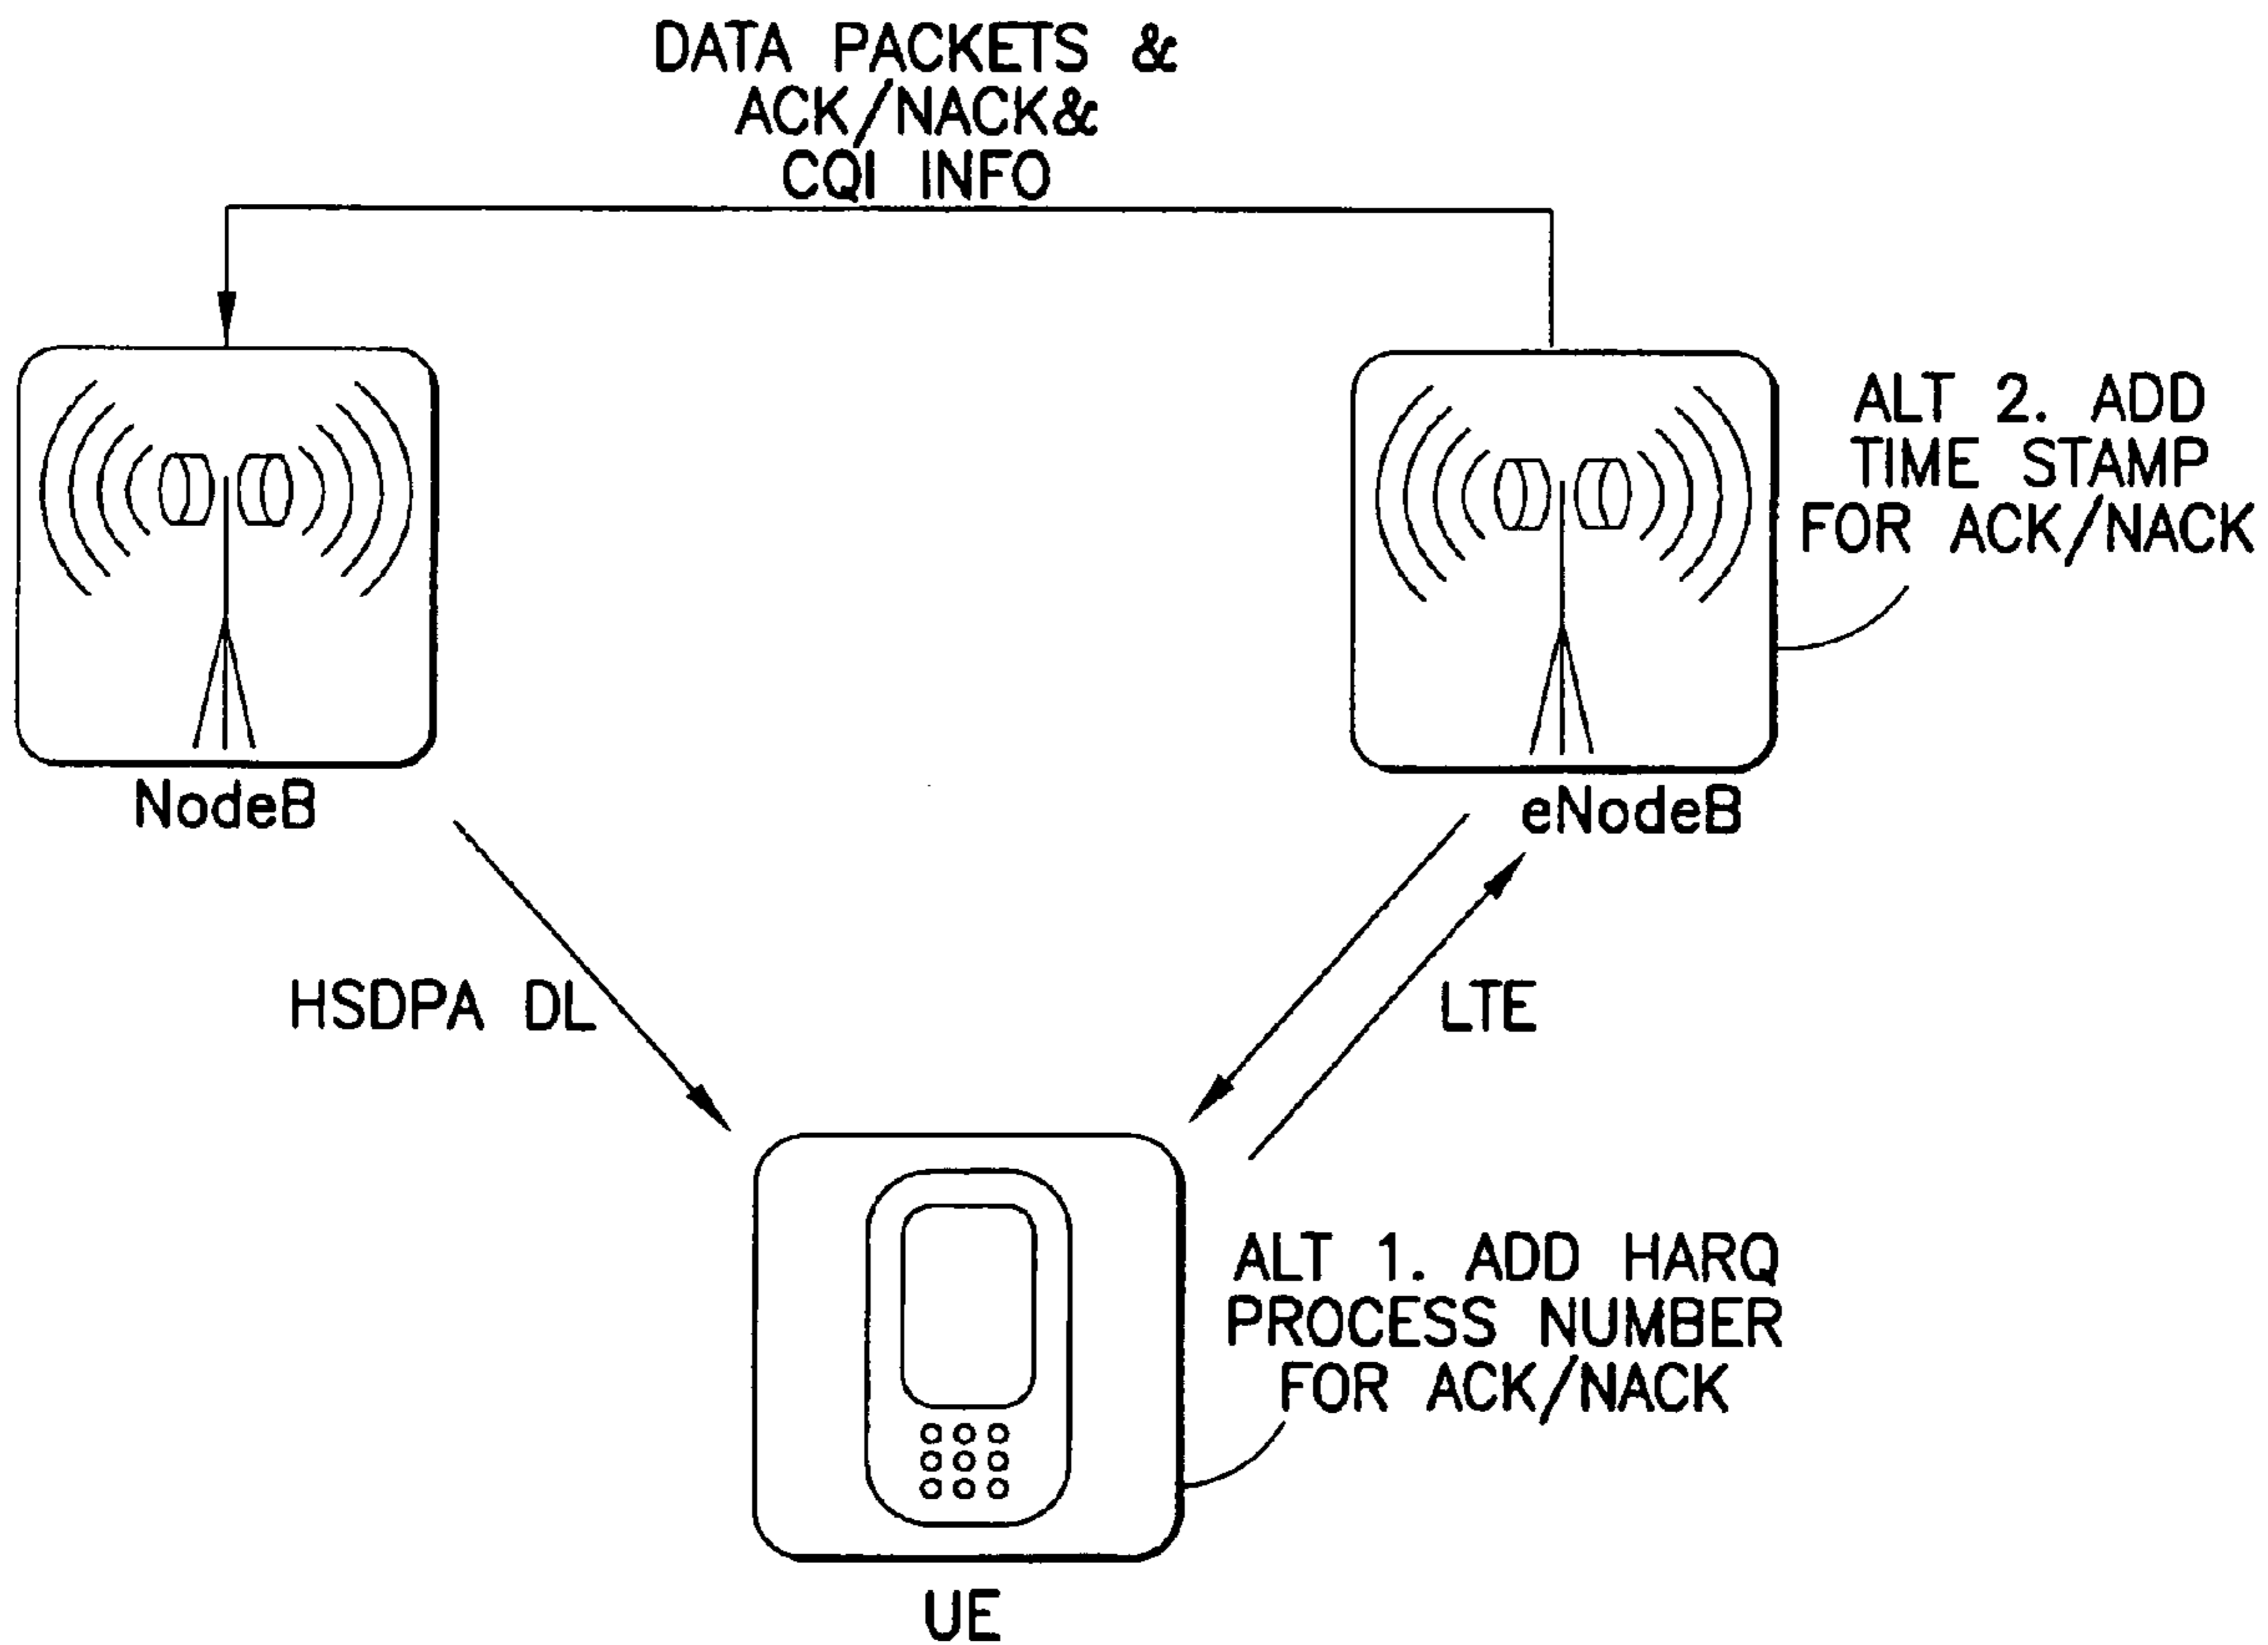 DATA PACKETS &
ACK/NACK&
CQI INFO
ALT 2. ADD
TIME STAMP
FOR ACK/NACK
NodeB
eNodeB
HSDPA DL
LTE
ALT 1. ADD HARQ
PROCESS NUMBER
FOR ACK/NACK
UE